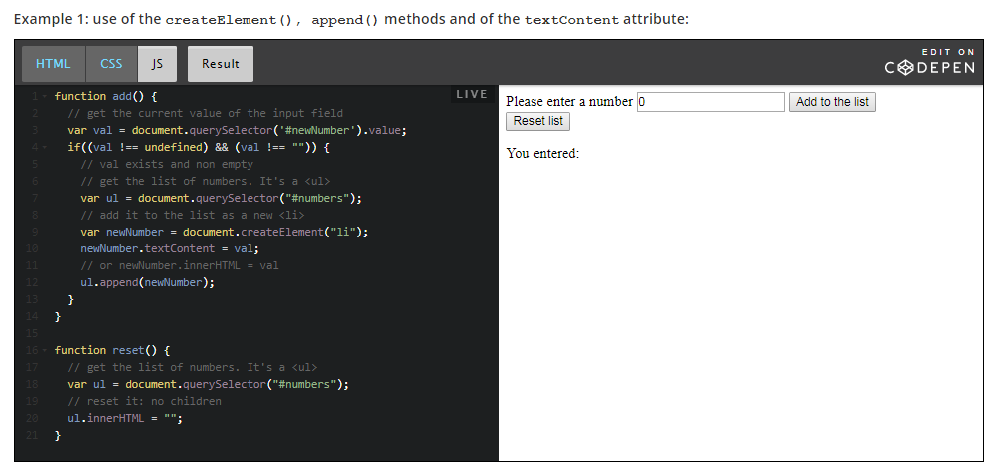 Example 1: use of the createElement(), append() methods and of the textContent attribute:
HTML CSS JS Result
EDIT ON
CODEPEN
LIVE
1 function add() {
2 // get the current value of the input field
3 var val = document.querySelector('#newNumber').value;
4 if((val !== undefined) && (val !== "")) {
5 // val exists and non empty
6 // get the list of numbers. It's a <ul>
7 var ul = document.querySelector("#numbers");
8 // add it to the list as a new <li>
9 var newNumber = document.createElement("li");
10 newNumber.textContent = val;
11 // or newNumber.innerHTML = val
12 ul.append(newNumber);
13 }
14 }
15
16 function reset() {
17 // get the list of numbers. It's a <ul>
18 var ul = document.querySelector("#numbers");
19 // reset it: no children
20 ul.innerHTML = "";
21 }
Please enter a number 0 Add to the list
Reset list
You entered: